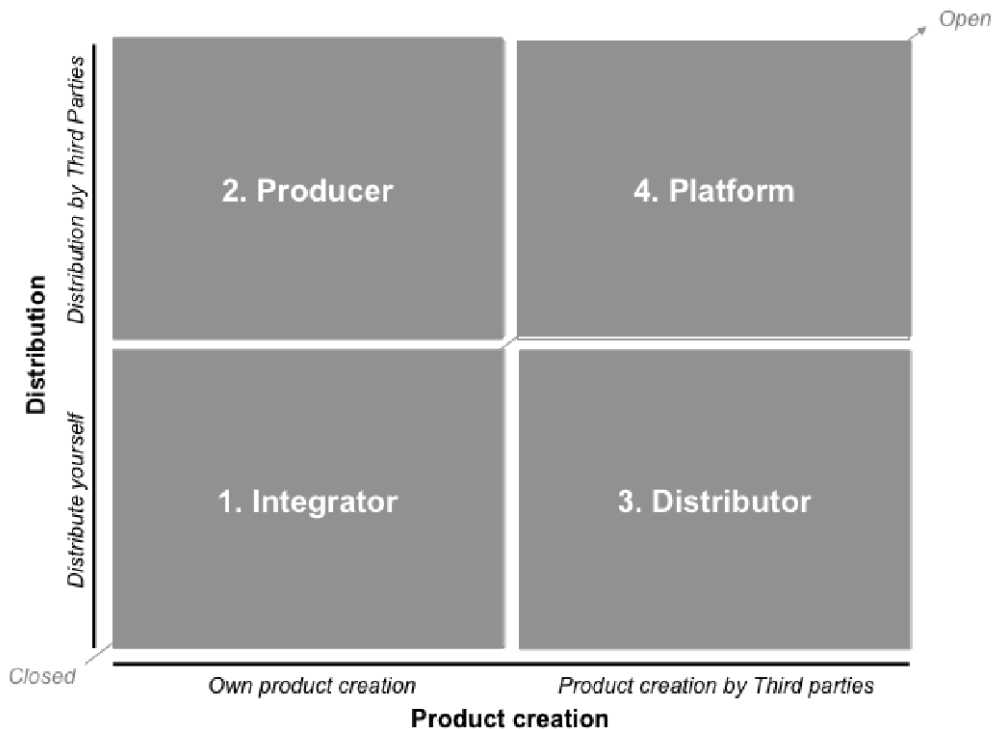 Open
Distribution
Distribution by Third Parties
Distribute yourself
2. Producer
4. Platform
1. Integrator
3. Distributor
Closed
Own product creation
Product creation by Third parties
Product creation